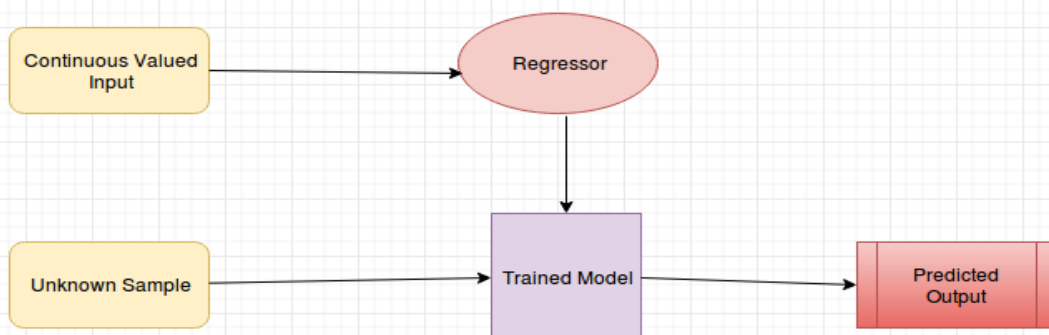 Continuous Valued
Input
Regressor
Unknown Sample
Trained Model
Predicted
Output